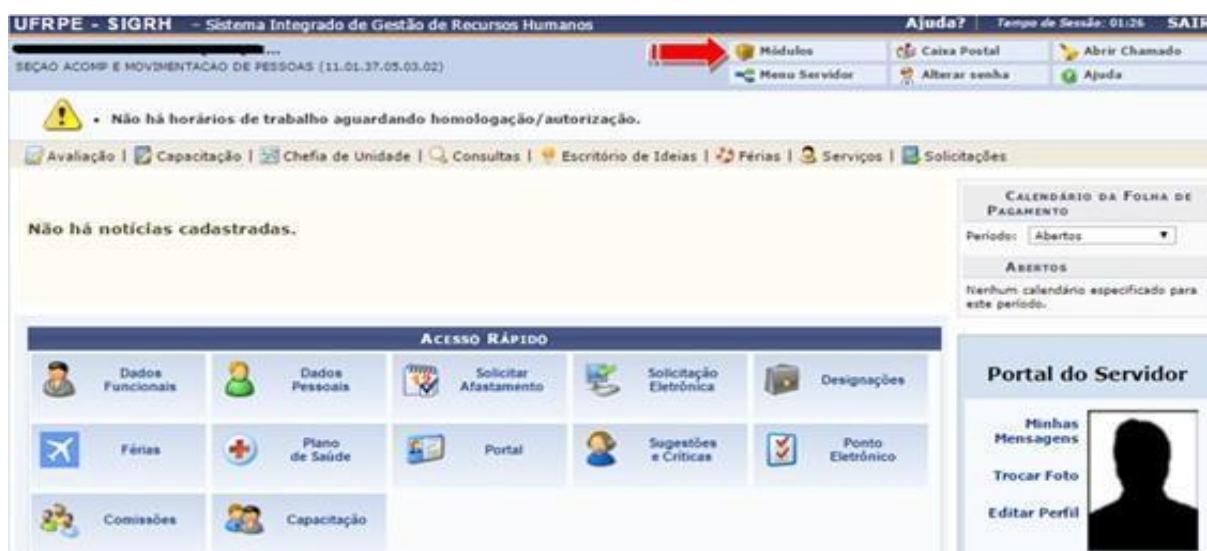 UFRPE - SIGRH - Sistema Integrado de Gestão de Recursos Humanos
Ajuda? Tempo de Sessão: 01:26 SAIR
...
SEÇAO ACOMP E MOVIMENTACAO DE PESSOAS (11.01.37.05.03.02)
Módulos
Caixa Postal
Abrir Chamado
Menu Servidor
Alterar senha
Ajuda
• Não há horários de trabalho aguardando homologação/autorização.
Avaliação | Capacitação | Chefia de Unidade | Consultas | Escritório de Ideias | Férias | Serviços | Solicitações
Não há notícias cadastradas.
CALENDÁRIO DA FOLHA DE
PAGAMENTO
Período: Abertos
ABERTOS
Nenhum calendário especificado para
este período.
ACESSO RÁPIDO
Dados
Funcionais
Dados
Pessoais
Solicitar
Afastamento
Solicitação
Eletrônica
Designações
Férias
Plano
de Saúde
Portal
Sugestões
e Críticas
Ponto
Eletrônico
Comissões
Capacitação
Portal do Servidor
Minhas
Mensagens
Trocar Foto
Editar Perfil